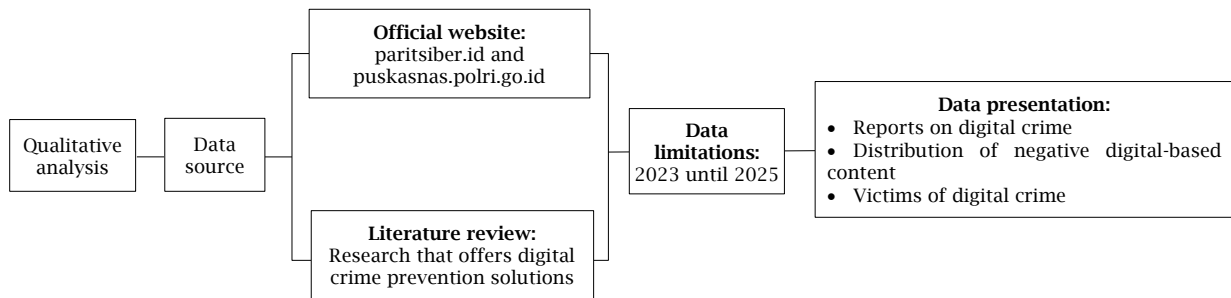 Qualitative
analysis
Data
source
Official website:
paritsiber.id and
puskasnas.polri.go.id
Literature review:
Research that offers digital
crime prevention solutions
Data
limitations:
2023 until 2025
Data presentation:
• Reports on digital crime
• Distribution of negative digital-based
content
• Victims of digital crime